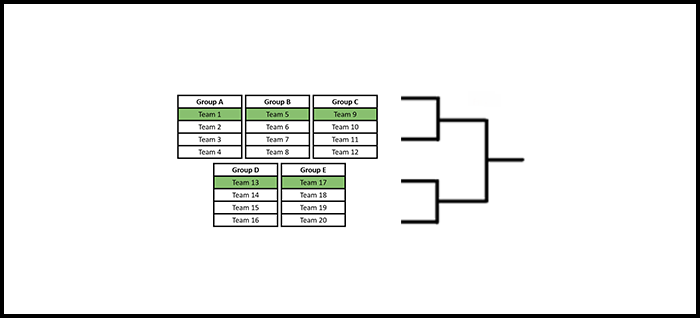 Group A Group B Group C
Team 1 Team 5 Team 9
Team 2 Team 6 Team 10
Team 3 Team 7 Team 11
Team 4 Team 8 Team 12
Group D Group E
Team 13 Team 17
Team 14 Team 18
Team 15 Team 19
Team 16 Team 20